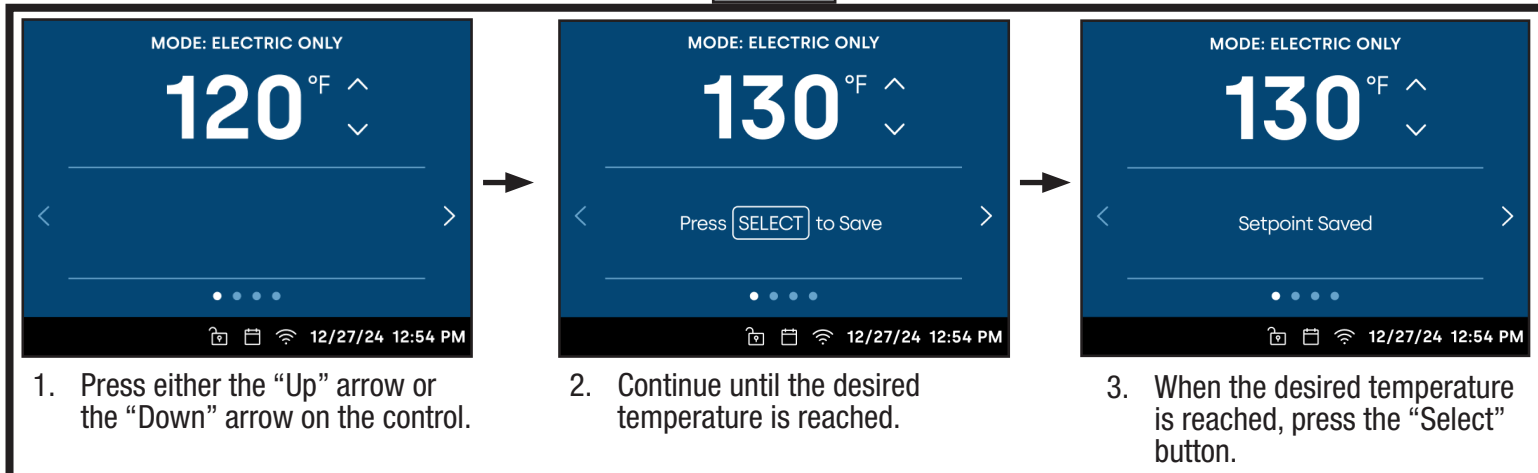 MODE: ELECTRIC ONLY
120°F
12/27/24 12:54 PM
1. Press either the “Up” arrow or
the “Down” arrow on the control.
MODE: ELECTRIC ONLY
130°F
Press SELECT to Save
12/27/24 12:54 PM
2. Continue until the desired
temperature is reached.
MODE: ELECTRIC ONLY
130°F
Setpoint Saved
12/27/24 12:54 PM
3. When the desired temperature
is reached, press the “Select”
button.